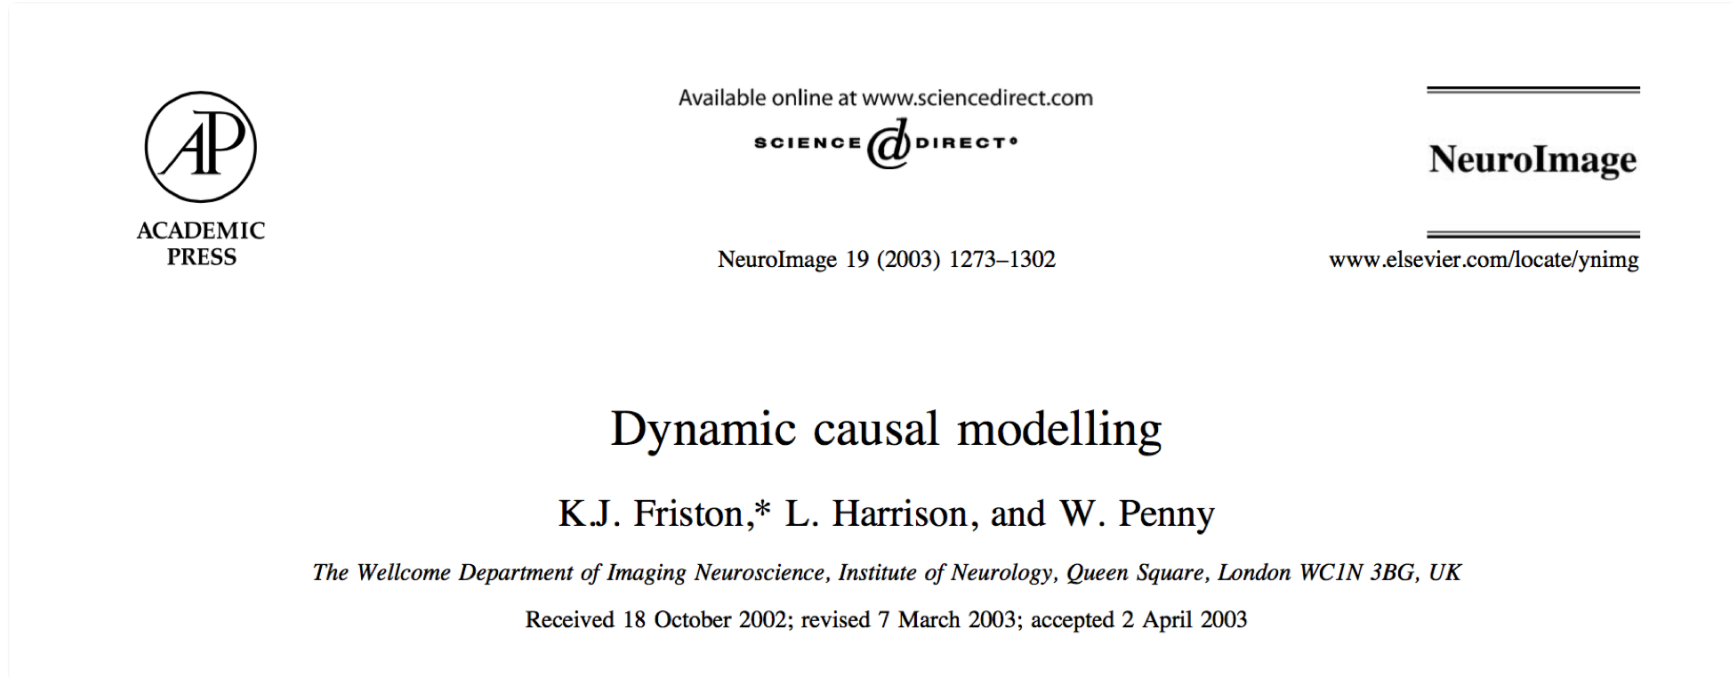 Available online at www.sciencedirect.com
SCIENCE @ DIRECT®
AP
ACADEMIC
PRESS
NeuroImage
NeuroImage 19 (2003) 1273–1302
www.elsevier.com/locate/ynimg
Dynamic causal modelling
K.J. Friston,* L. Harrison, and W. Penny
The Wellcome Department of Imaging Neuroscience, Institute of Neurology, Queen Square, London WC1N 3BG, UK
Received 18 October 2002; revised 7 March 2003; accepted 2 April 2003